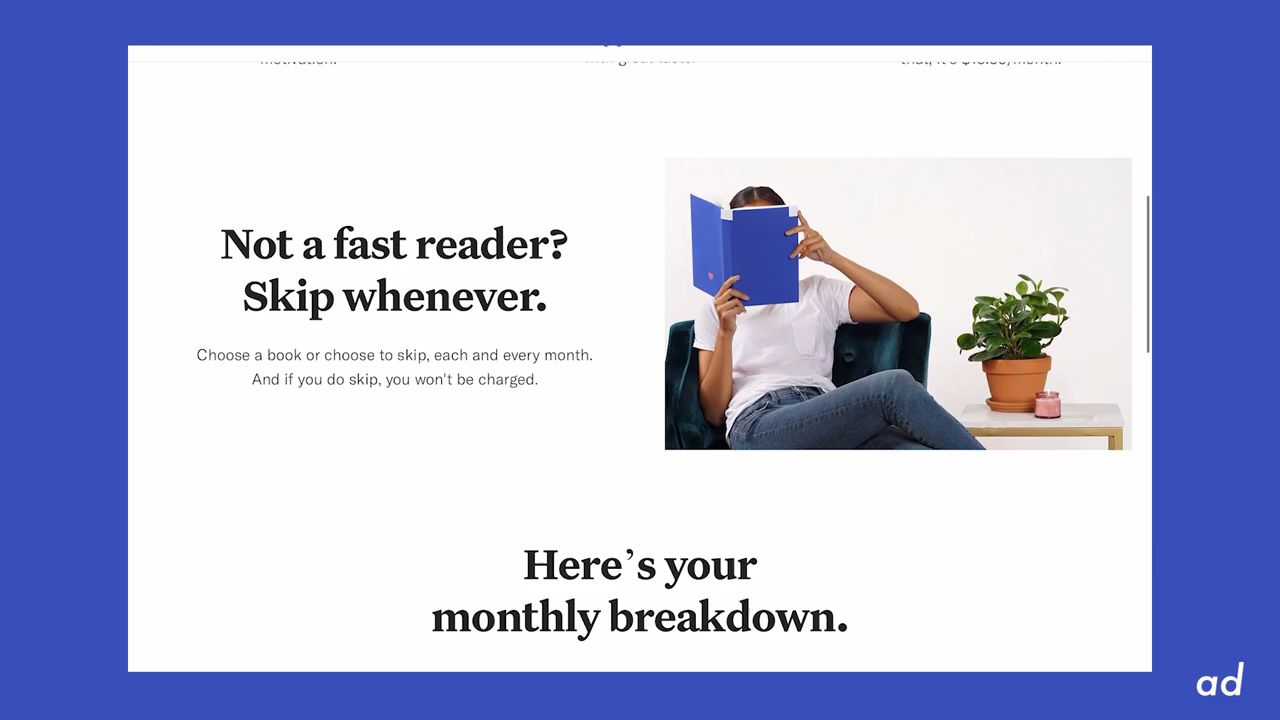 Not a fast reader?
Skip whenever.
Choose a book or choose to skip, each and every month.
And if you do skip, you won't be charged.
Here's your
monthly breakdown.
ad